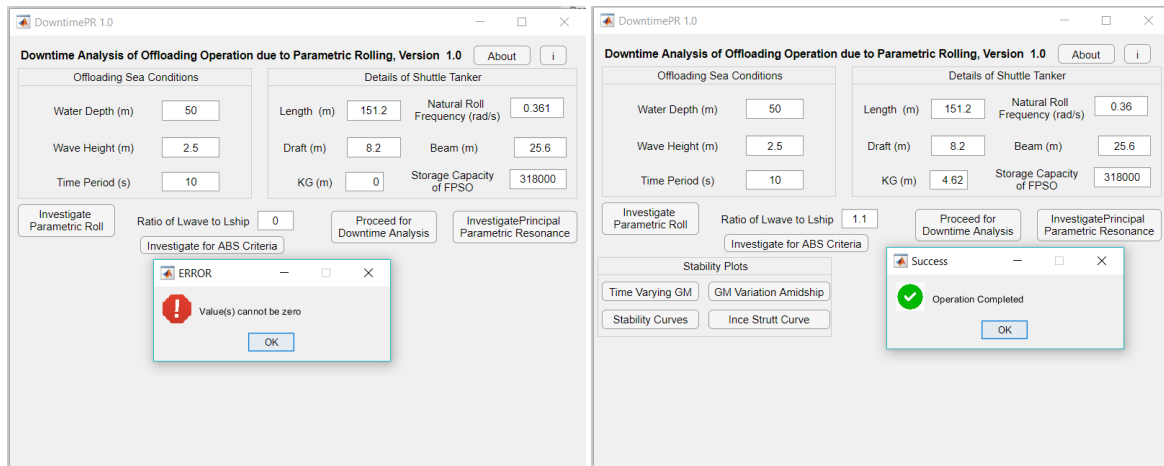 DowntimePR 1.0
Downtime Analysis of Offloading Operation due to Parametric Rolling, Version 1.0 About i
Offloading Sea Conditions
Water Depth (m) 50
Wave Height (m) 2.5
Time Period (s) 10
Details of Shuttle Tanker
Length (m) 151.2
Natural Roll
Frequency (rad/s) 0.361
Draft (m) 8.2
Beam (m) 25.6
KG (m) 0
Storage Capacity
of FPSO 318000
Investigate
Parametric Roll
Ratio of Lwave to Lship 0
Investigate for ABS Criteria
Proceed for
Downtime Analysis
InvestigatePrincipal
Parametric Resonance
ERROR
Value(s) cannot be zero
OK
DowntimePR 1.0
Downtime Analysis of Offloading Operation due to Parametric Rolling, Version 1.0 About i
Offloading Sea Conditions
Water Depth (m) 50
Wave Height (m) 2.5
Time Period (s) 10
Details of Shuttle Tanker
Length (m) 151.2
Natural Roll
Frequency (rad/s) 0.36
Draft (m) 8.2
Beam (m) 25.6
KG (m) 4.62
Storage Capacity
of FPSO 318000
Investigate
Parametric Roll
Ratio of Lwave to Lship 1.1
Investigate for ABS Criteria
Proceed for
Downtime Analysis
InvestigatePrincipal
Parametric Resonance
Stability Plots
Time Varying GM
GM Variation Amidship
Stability Curves
Ince Strutt Curve
Success
Operation Completed
OK